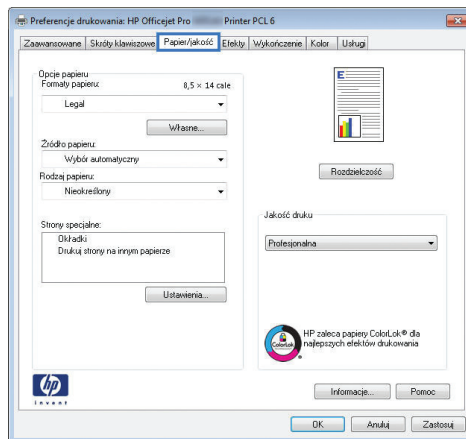 Preferencje drukowania: HP Officejet Pro Printer PCL 6
Zaawansowane Skróty klawiszowe Papier/jakość Efekty Wykończenie Kolor Usługi
Opcje papieru
Formaty papieru: 8,5 × 14 cale
Legal
Własne...
Źródło papieru:
Wybór automatyczny
Rodzaj papieru:
Nieokreślony
Strony specjalne:
Okładki
Drukuj strony na innym papierze
Ustawienia...
E
Rozdzielczość
Jakość druku
Profesjonalna
ColorLok
HP zaleca papiery ColorLok® dla
najlepszych efektów drukowania
hp
invent
Informacje... Pomoc
OK Anuluj Zastosuj